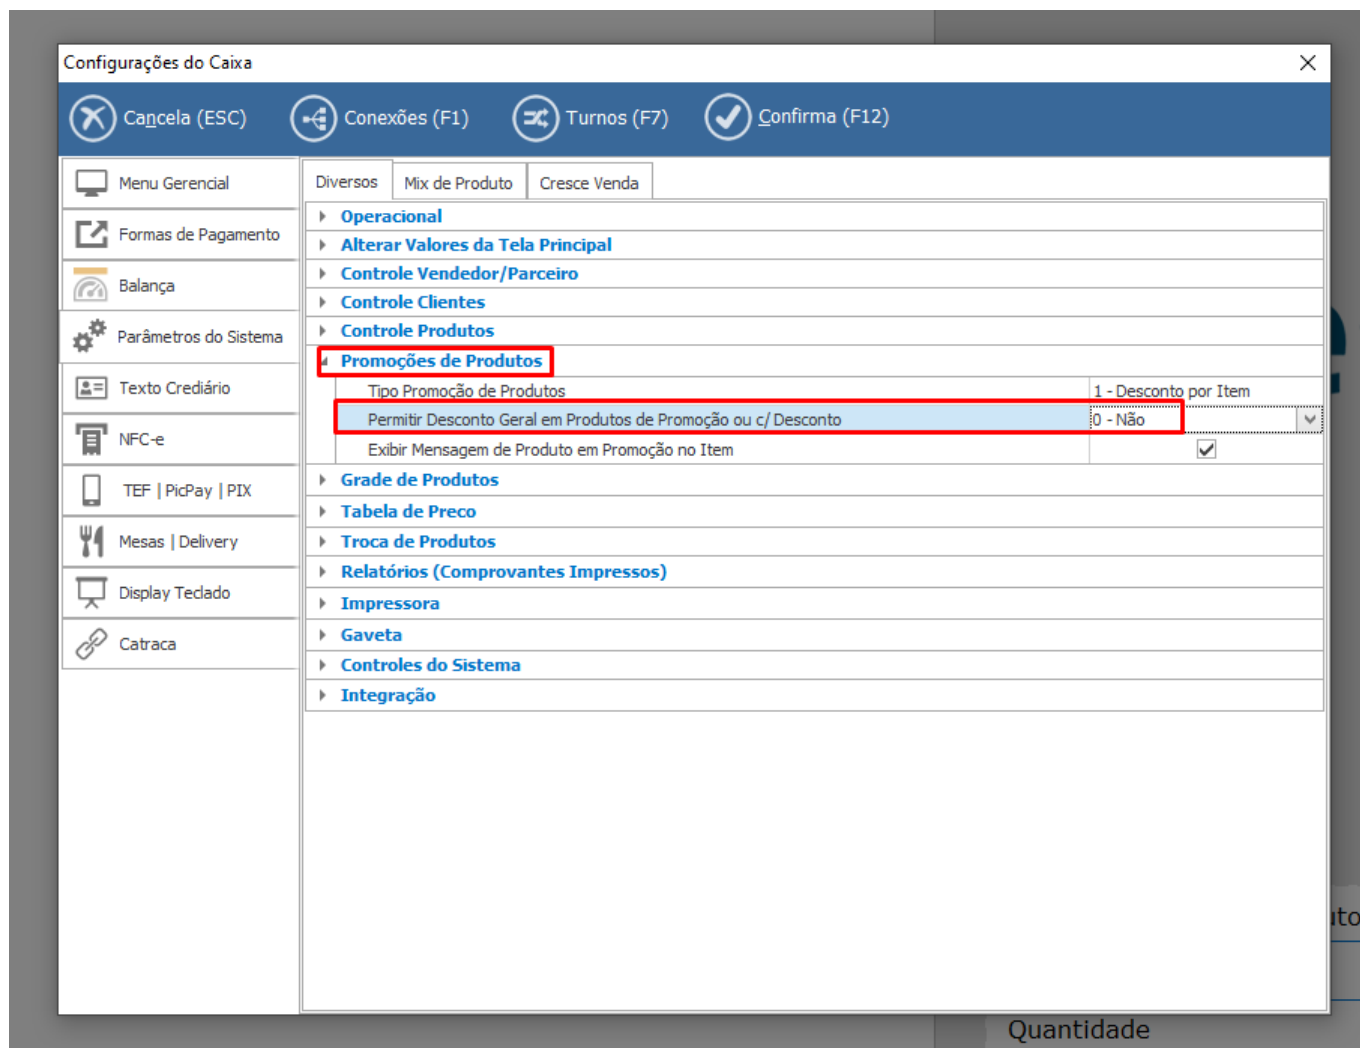 Configurações do Caixa
Cancela (ESC)
Conexões (F1)
Turnos (F7)
Confirma (F12)
Menu Gerencial
Formas de Pagamento
Balança
Parâmetros do Sistema
Texto Crediário
NFC-e
TEF | PicPay | PIX
Mesas | Delivery
Display Teclado
Catraca
Diversos
Mix de Produto
Cresce Venda
Operacional
Alterar Valores da Tela Principal
Controle Vendedor/Parceiro
Controle Clientes
Controle Produtos
Promoções de Produtos
Tipo Promoção de Produtos
1 - Desconto por Item
Permitir Desconto Geral em Produtos de Promoção ou c/ Desconto
0 - Não
Exibir Mensagem de Produto em Promoção no Item
Grade de Produtos
Tabela de Preco
Troca de Produtos
Relatórios (Comprovantes Impressos)
Impressora
Gaveta
Controles do Sistema
Integração
Quantidade